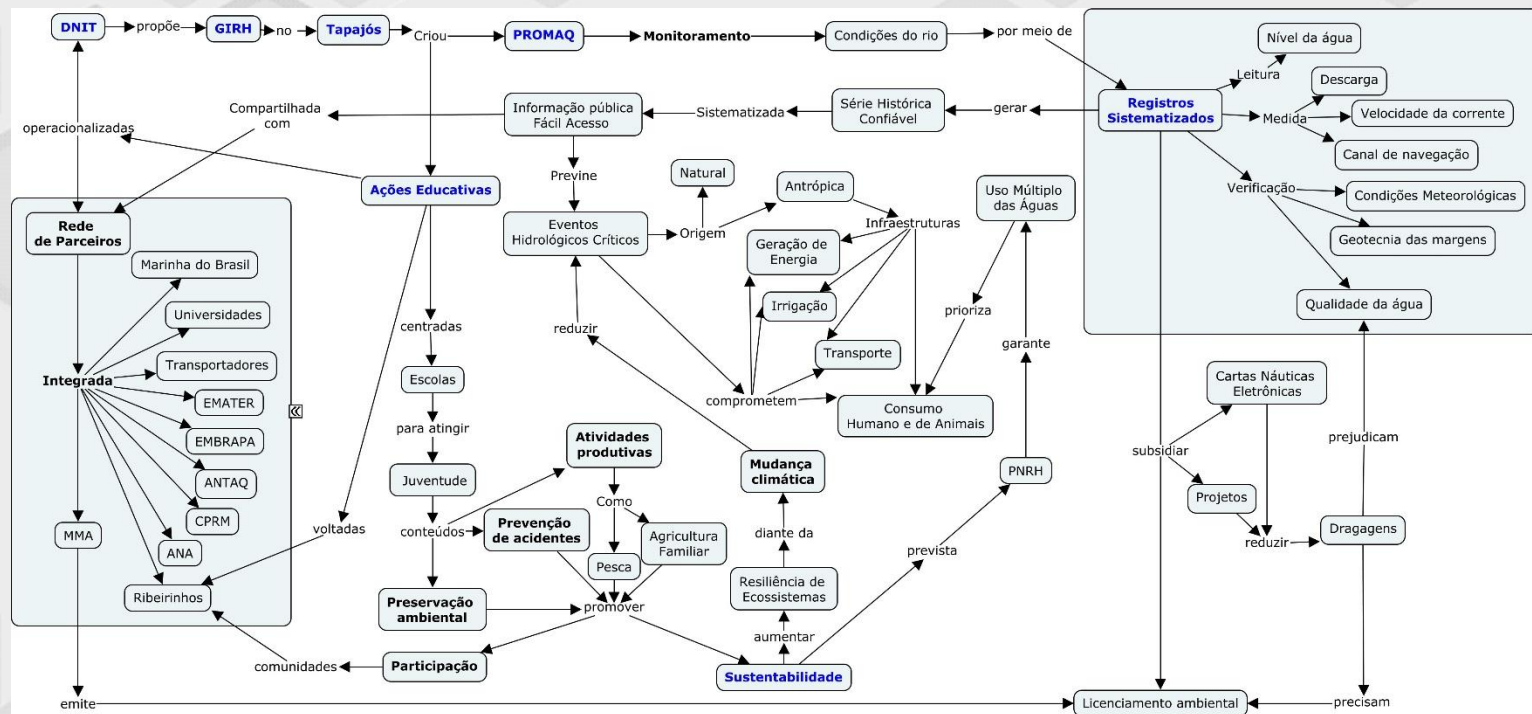 DNIT
propõe
GIRH
no
Tapajós
Criou
PROMAQ
Monitoramento
Condições do rio
por meio de
Nível da água
Leitura
Descarga
Registros
Sistematizados
Medida
Velocidade da corrente
Canal de navegação
Verificação
Condições Meteorológicas
Geotecnia das margens
Qualidade da água
gerar
Série Histórica
Confiável
Sistematizada
Informação pública
Fácil Acesso
Compartilhada
com
operacionalizadas
Previne
Ações Educativas
Natural
Antrópica
Uso Múltiplo
das Águas
Rede
de Parceiros
Eventos
Hidrológicos Críticos
Origem
Infraestruturas
Geração de
Energia
Irrigação
Transporte
prioriza
garante
Marinha do Brasil
Universidades
Transportadores
Integrada
EMATER
EMBRAPA
ANTAQ
CPRM
MMA
ANA
Ribeirinhos
centradas
reduzir
Escolas
comprometem
Consumo
Humano e de Animais
Cartas Náuticas
Eletrônicas
para atingir
Atividades
produtivas
Mudança
climática
PNRH
subsidiar
prejudicam
Juventude
Como
Projetos
voltadas
conteúdos
Prevenção
de acidentes
Agricultura
Familiar
diante da
prevista
reduzir
Dragagens
Pesca
Resiliência de
Ecossistemas
Preservação
ambiental
promover
aumentar
comunidades
Participação
Sustentabilidade
emite
Licenciamento ambiental
precisam